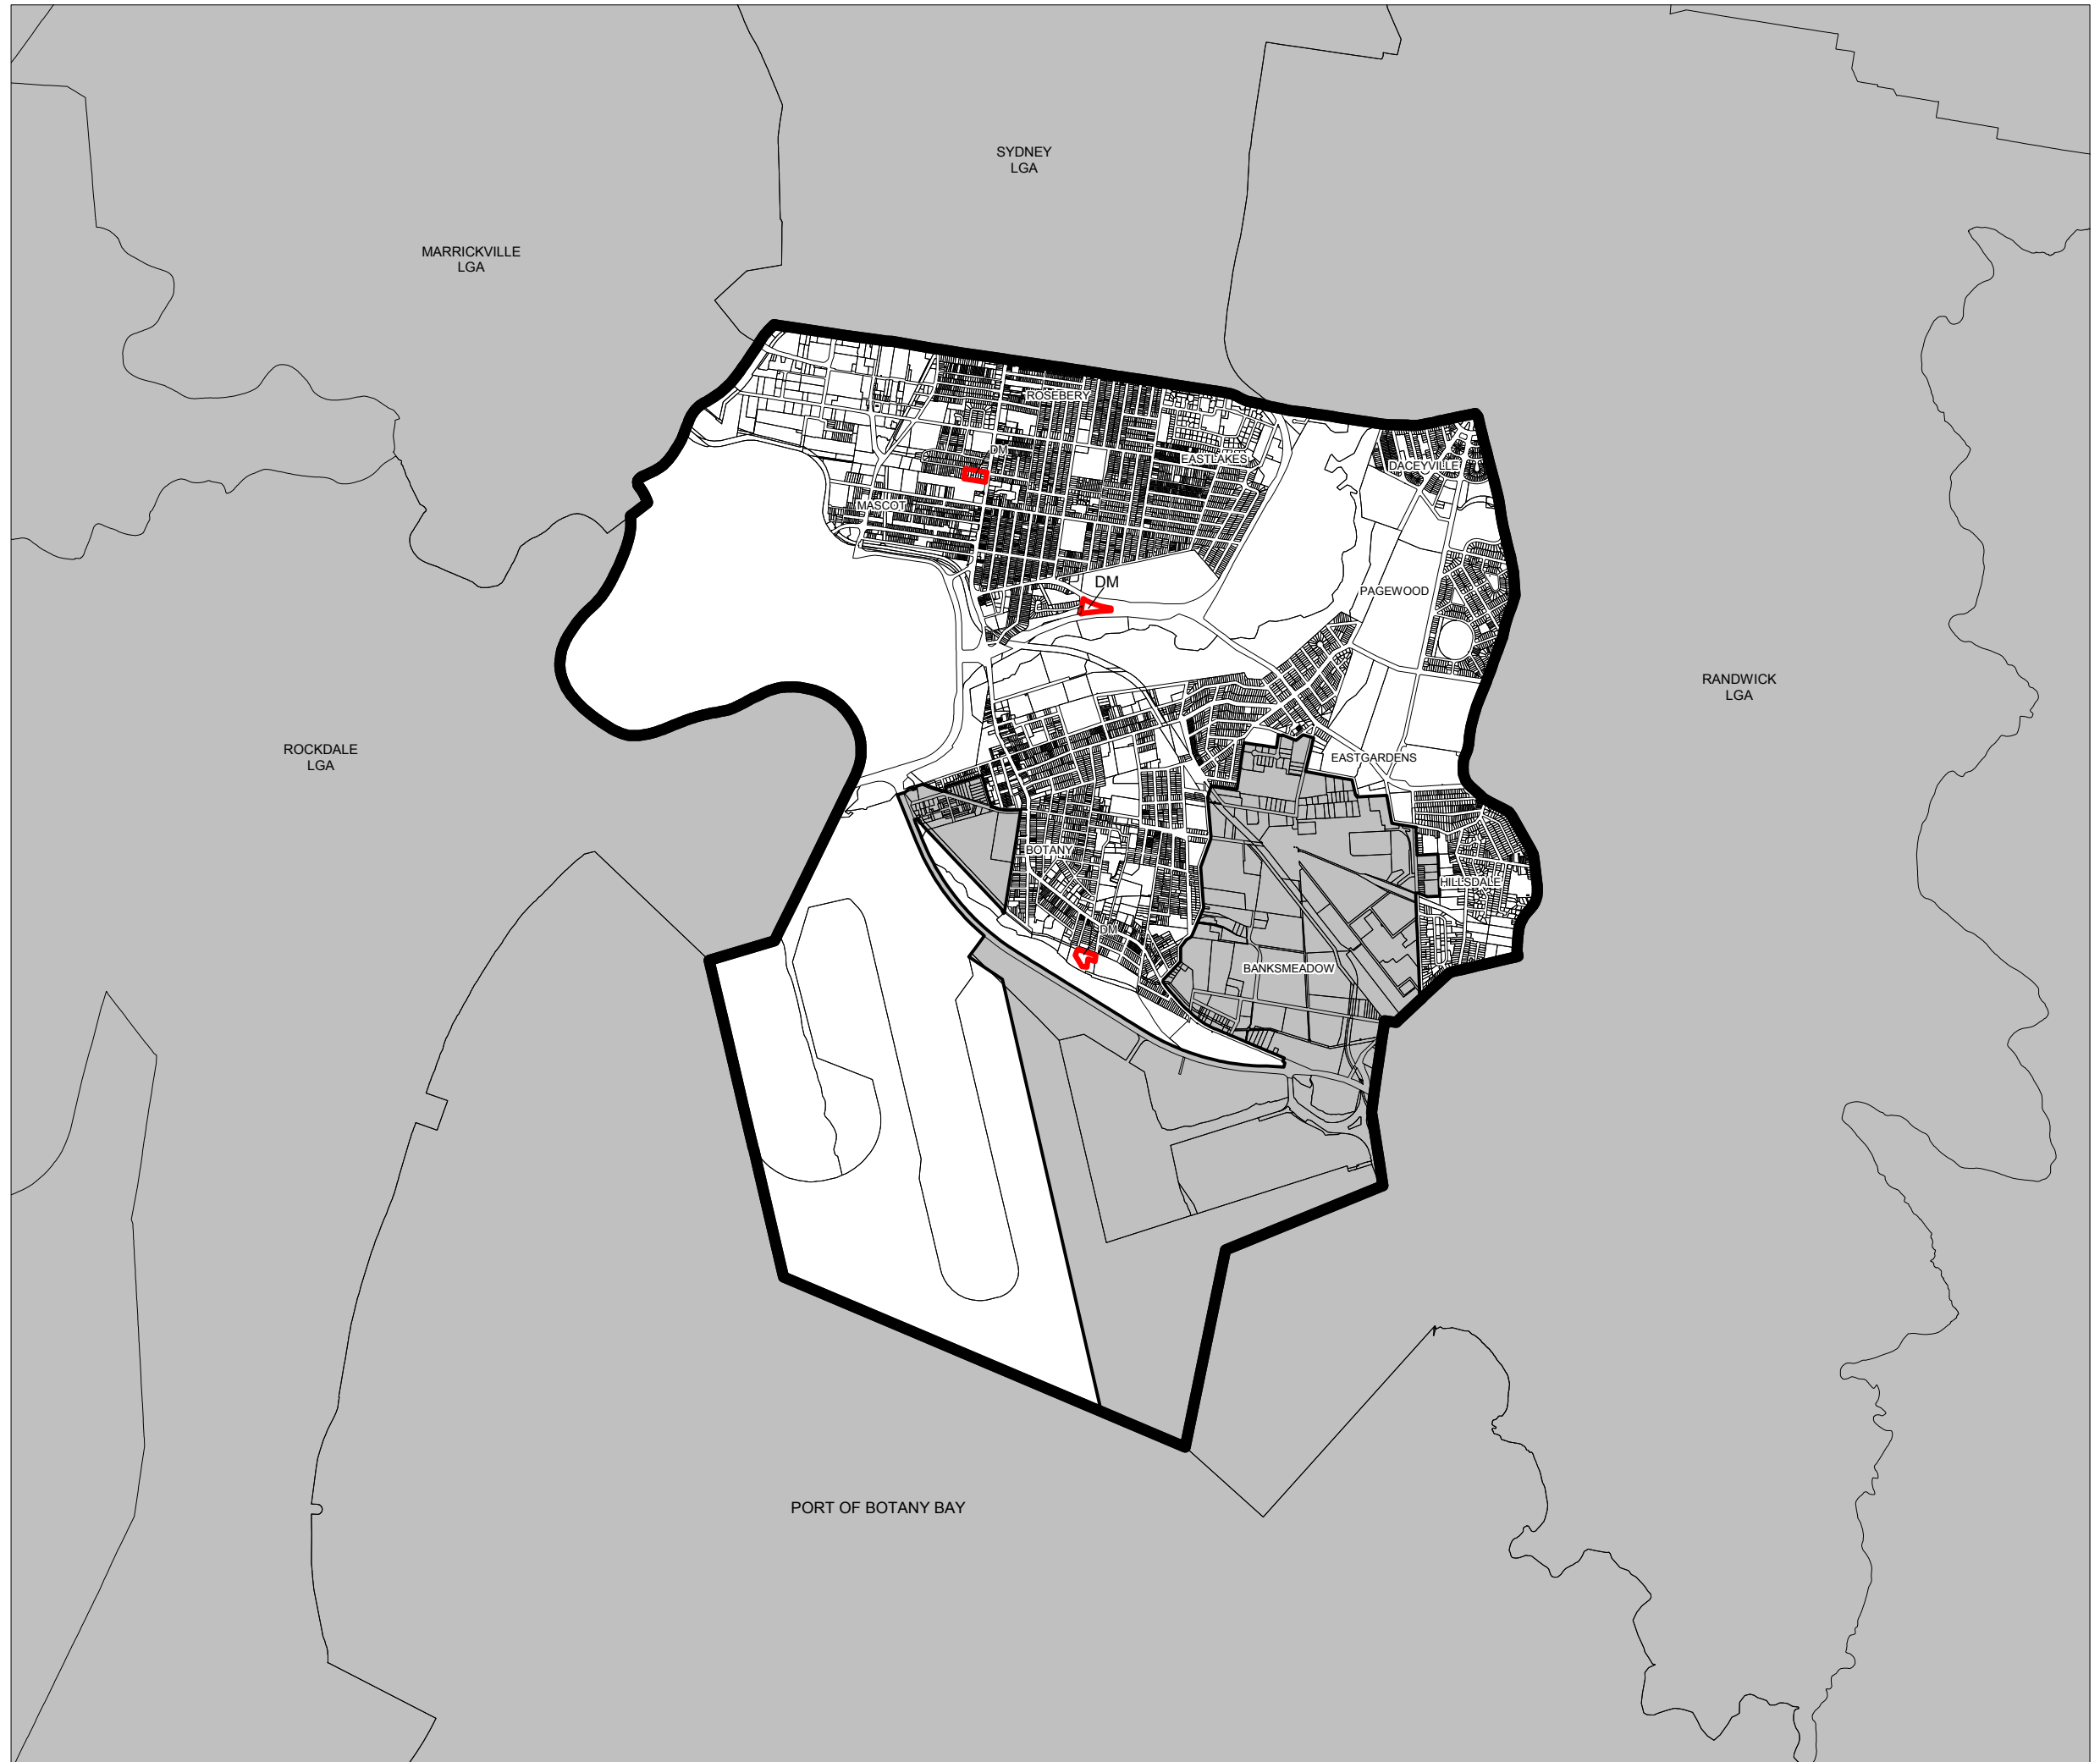 SYDNEY
LGA
MARRICKVILLE
LGA
ROSEBERY
DM
EASTLAKES
DACEYVILLE
MASCOT
DM
PAGEWOOD
RANDWICK
LGA
ROCKDALE
LGA
EASTGARDENS
BOTANY
HILLSDALE
DM
BANKSMEADOW
PORT OF BOTANY BAY